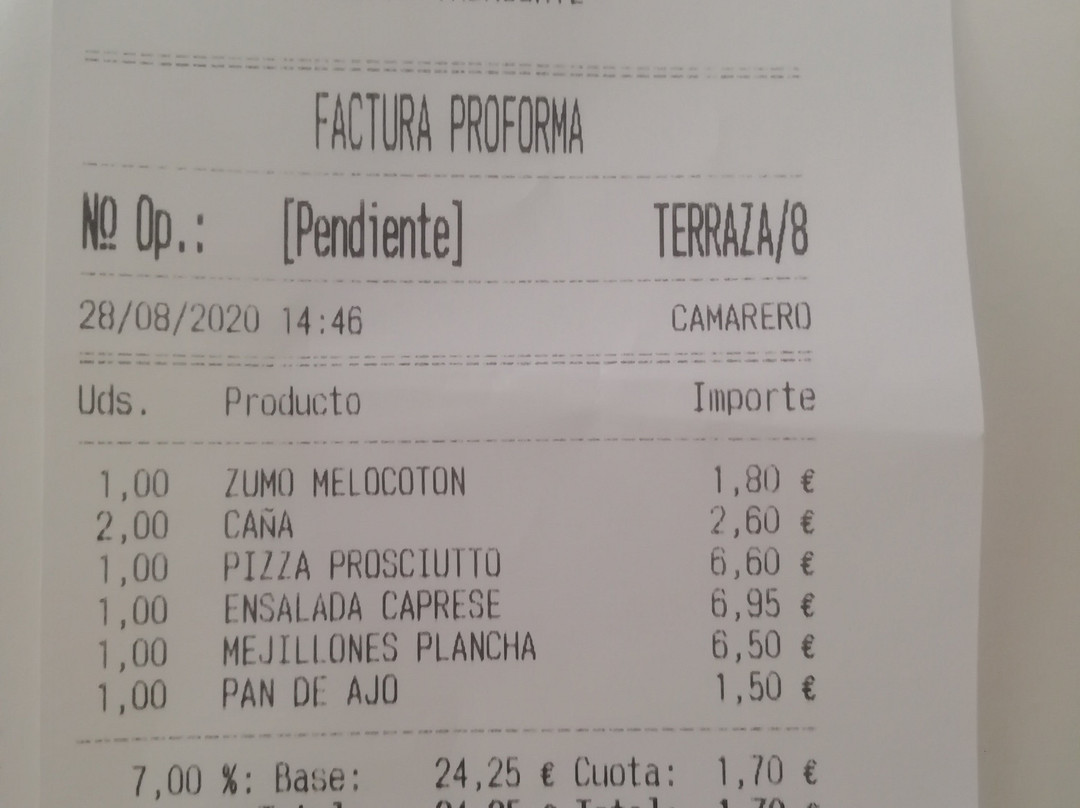 FACTURA PROFORMA
Nº Op.: [Pendiente] TERRAZA/8
28/08/2020 14:46 CAMARERO
Uds. Producto Importe
1,00 ZUMO MELOCOTON 1,80 €
2,00 CAÑA 2,60 €
1,00 PIZZA PROSCIUTTO 6,60 €
1,00 ENSALADA CAPRESE 6,95 €
1,00 MEJILLONES PLANCHA 6,50 €
1,00 PAN DE AJO 1,50 €
7,00 %: Base: 24,25 € Cuota: 1,70 €